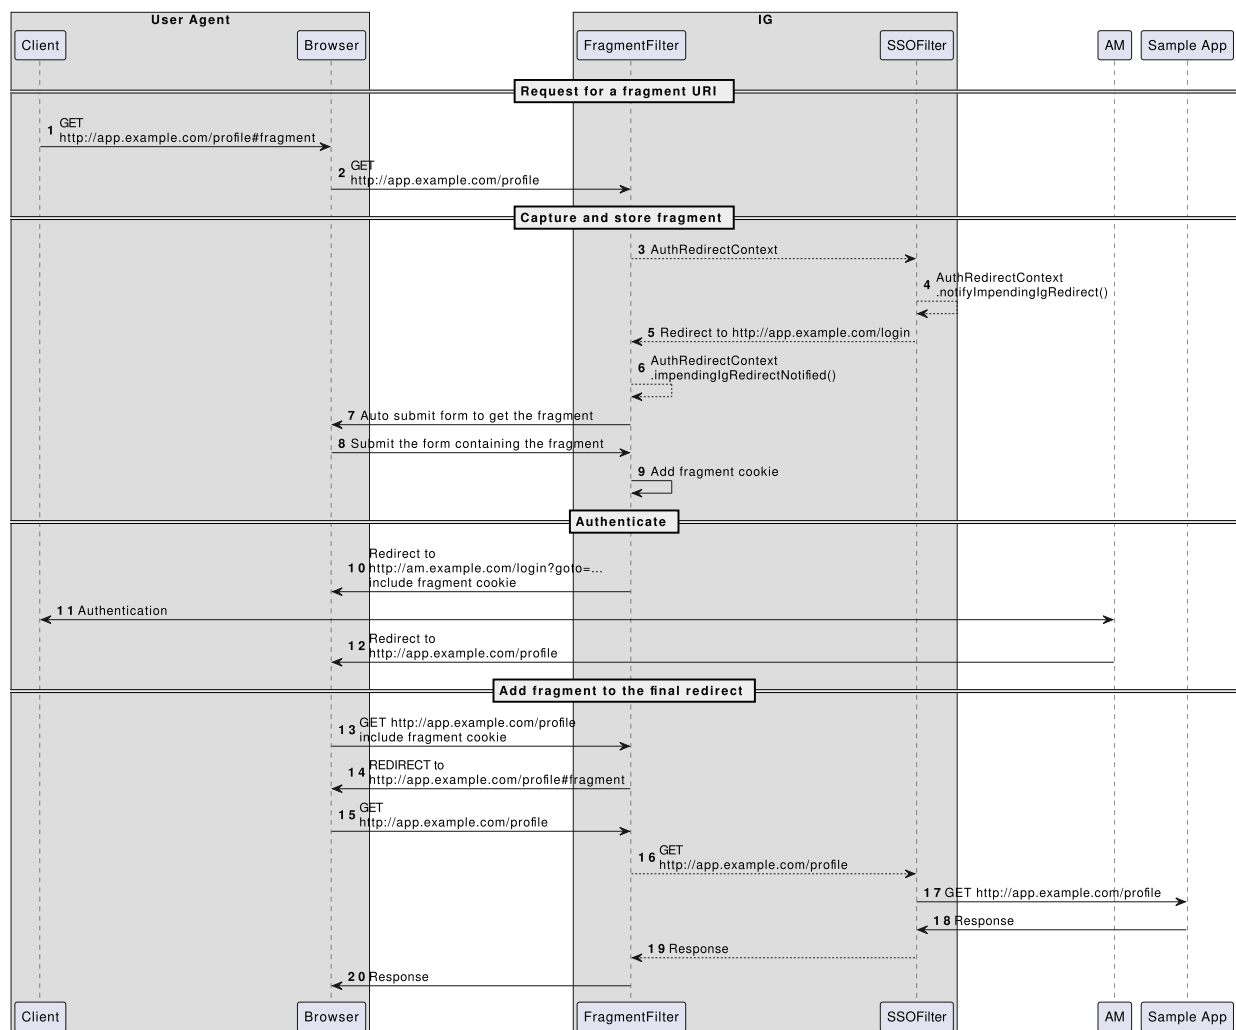 User Agent
IG
Client
Browser
FragmentFilter
SSOFilter
AM
Sample App
Request for a fragment URI
1 GET
http://app.example.com/profile#fragment
2 GET
http://app.example.com/profile
Capture and store fragment
3 AuthRedirectContext
4 AuthRedirectContext
.notifyImpendingIgRedirect()
5 Redirect to http://app.example.com/login
6 AuthRedirectContext
.impendingIgRedirectNotified()
7 Auto submit form to get the fragment
8 Submit the form containing the fragment
9 Add fragment cookie
Authenticate
10 Redirect to
http://am.example.com/login?goto=...
include fragment cookie
11 Authentication
12 Redirect to
http://app.example.com/profile
Add fragment to the final redirect
13 GET http://app.example.com/profile
include fragment cookie
14 REDIRECT to
http://app.example.com/profile#fragment
15 GET
http://app.example.com/profile
16 GET
http://app.example.com/profile
17 GET http://app.example.com/profile
18 Response
19 Response
20 Response
Client
Browser
FragmentFilter
SSOFilter
AM
Sample App